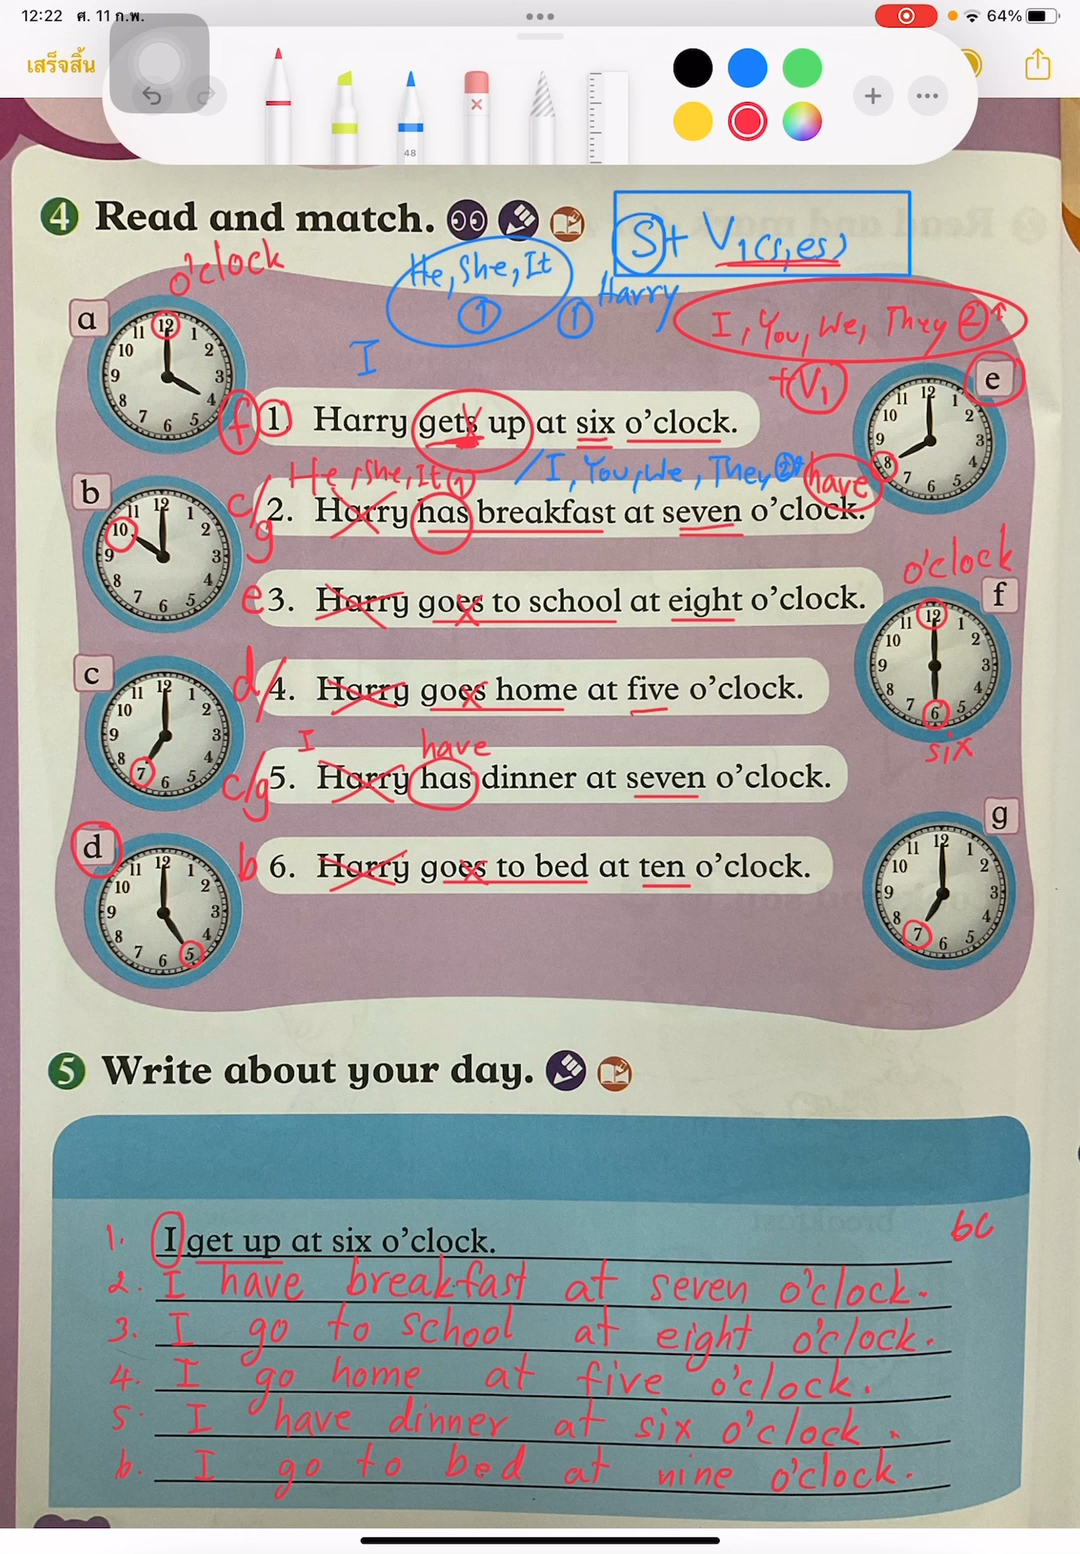 12:22 ศ. 11 ก.พ.
64%
เสร็จสิ้น
48
4 Read and match.
S + V1(s,es)
o'clock
He, She, It
1
1
Harry
I, You, We, They 2↑
I
+ V1
a
e
f 1. Harry gets up at six o'clock.
He, She, It 1 / I, You, We, They 2↑ have
b
c/g 2. Harry has breakfast at seven o'clock.
o'clock
e 3. Harry goes to school at eight o'clock.
f
c
d/ 4. Harry goes home at five o'clock.
I have
six
c/g 5. Harry has dinner at seven o'clock.
g
d
b 6. Harry goes to bed at ten o'clock.
5 Write about your day.
1. I get up at six o'clock.
2. I have breakfast at seven o'clock.
3. I go to school at eight o'clock.
4. I go home at five o'clock.
5. I have dinner at six o'clock.
6. I go to bed at nine o'clock.